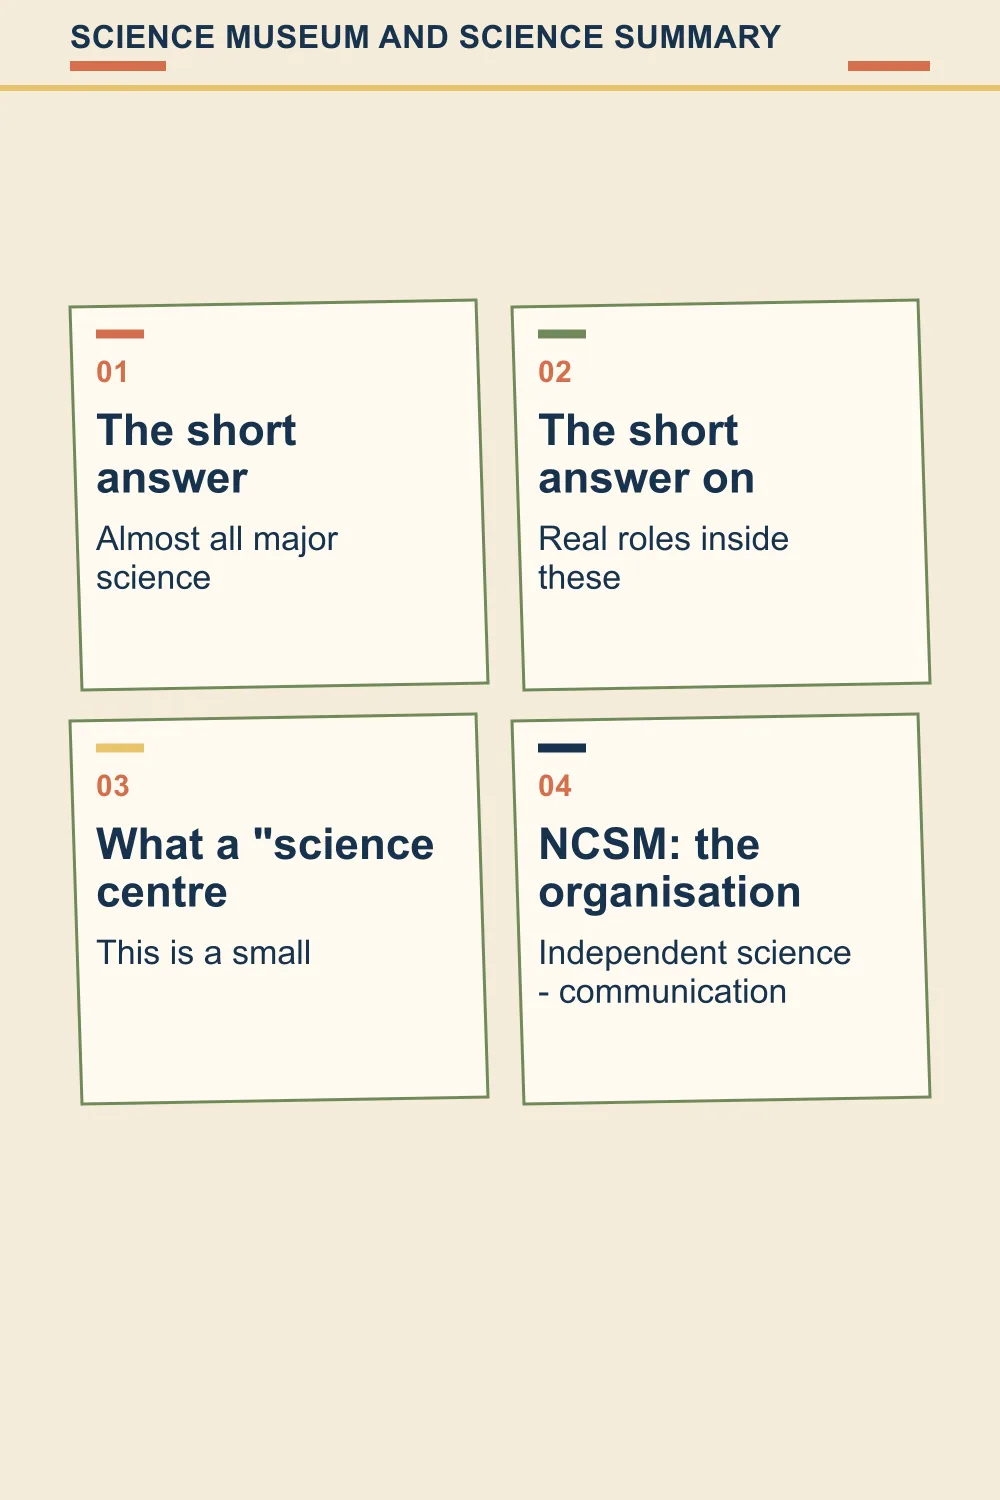 SCIENCE MUSEUM AND SCIENCE SUMMARY
01
The short
answer
Almost all major
science
02
The short
answer on
Real roles inside
these
03
What a "science
centre
This is a small
04
NCSM: the
organisation
Independent science
- communication